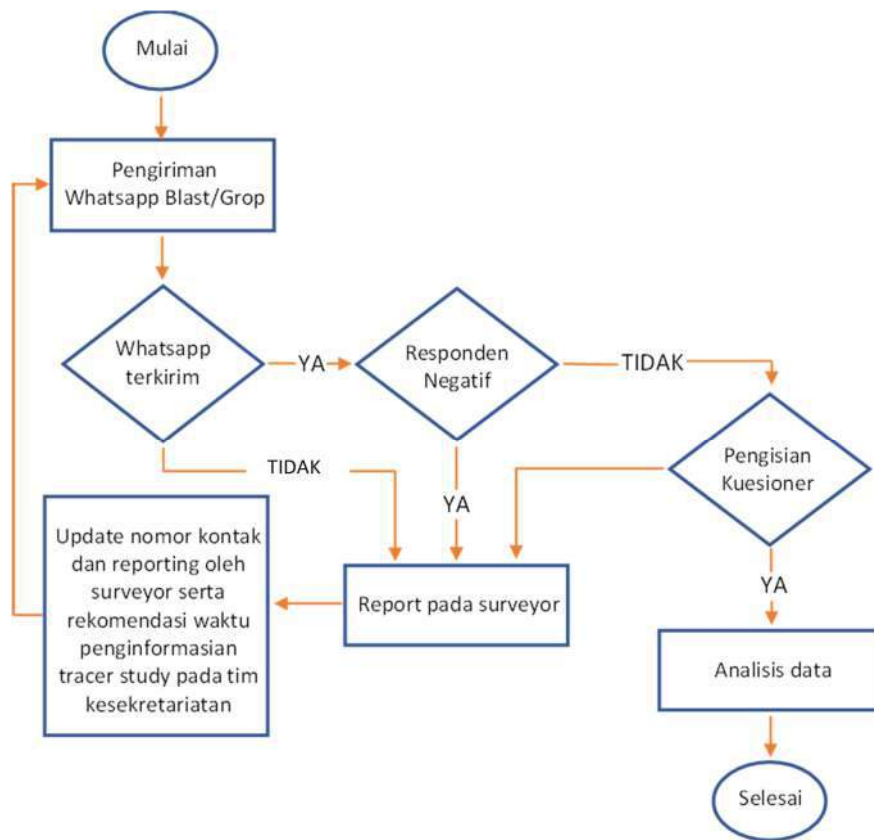 Mulai
Pengiriman
Whatsapp Blast/Grop
Whatsapp
terkirim
YA
Responden
Negatif
TIDAK
Pengisian
Kuesioner
TIDAK
YA
YA
Update nomor kontak
dan reporting oleh
surveyor serta
rekomendasi waktu
penginformasian
tracer study pada tim
kesekretariatan
Report pada surveyor
Analisis data
Selesai